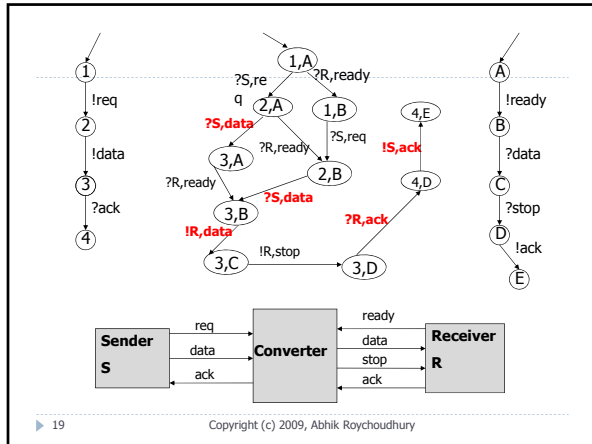 1
!req
2
!data
3
?ack
4
1,A
?S,re
q
?R,ready
2,A
1,B
?S,data
?S,req
3,A
?R,ready
2,B
?R,ready
?S,data
3,B
!R,data
3,C
!R,stop
3,D
?R,ack
4,D
!S,ack
4,E
A
!ready
B
?data
C
?stop
D
!ack
E
Sender
S
req
data
ack
Converter
ready
data
stop
ack
Receiver
R
19
Copyright (c) 2009, Abhik Roychoudhury